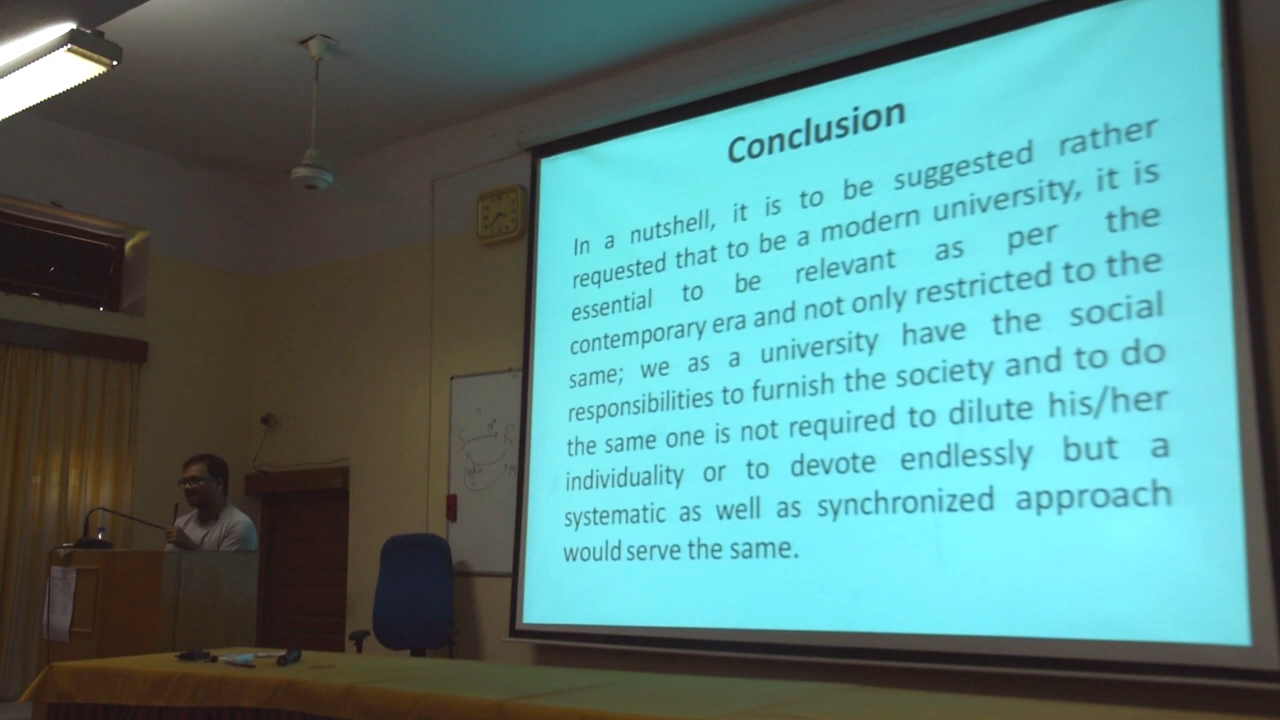 Conclusion
In a nutshell, it is to be suggested rather
requested that to be a modern university, it is
essential to be relevant as per the
contemporary era and not only restricted to the
same; we as a university have the social
responsibilities to furnish the society and to do
the same one is not required to dilute his/her
individuality or to devote endlessly but a
systematic as well as synchronized approach
would serve the same.